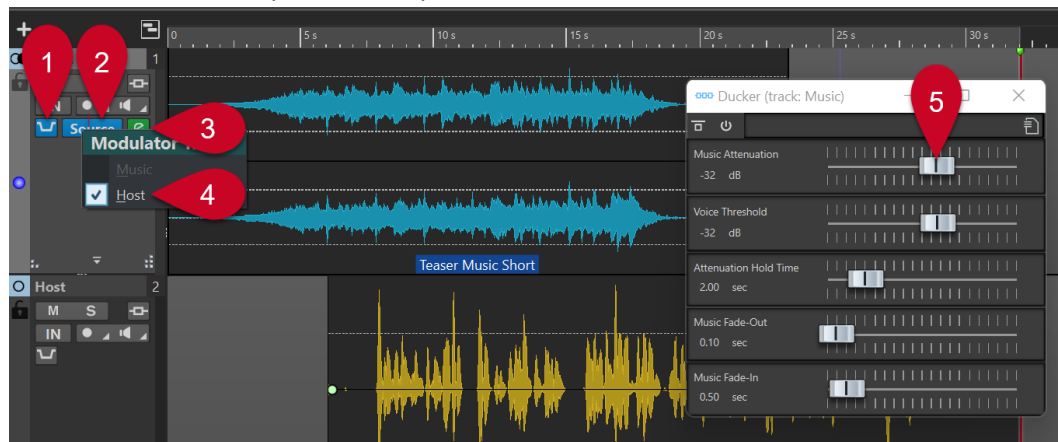 0 5 s 10 s 15 s 20 s 25 s 30 s
1 2 1
Source e 3
Modulator
Music
Host 4
Teaser Music Short
Host 2
M S
IN
Ducker (track: Music) 5
Music Attenuation
-32 dB
Voice Threshold
-32 dB
Attenuation Hold Time
2.00 sec
Music Fade-Out
0.10 sec
Music Fade-In
0.50 sec